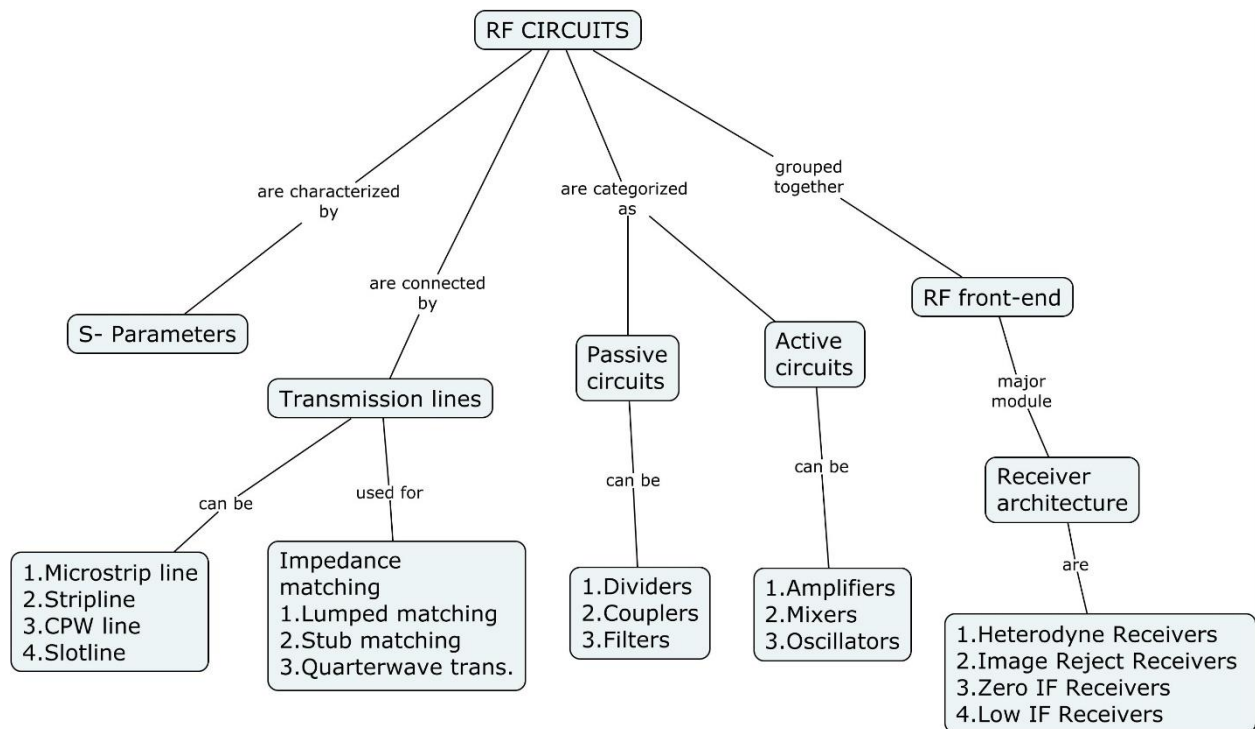 RF CIRCUITS
are characterized
by
are connected
by
are categorized
as
grouped
together
S- Parameters
Transmission lines
Passive
circuits
Active
circuits
RF front-end
can be
used for
can be
can be
major
module
Receiver
architecture
are
1.Microstrip line
2.Stripline
3.CPW line
4.Slotline
Impedance
matching
1.Lumped matching
2.Stub matching
3.Quarterwave trans.
1.Dividers
2.Couplers
3.Filters
1.Amplifiers
2.Mixers
3.Oscillators
1.Heterodyne Receivers
2.Image Reject Receivers
3.Zero IF Receivers
4.Low IF Receivers